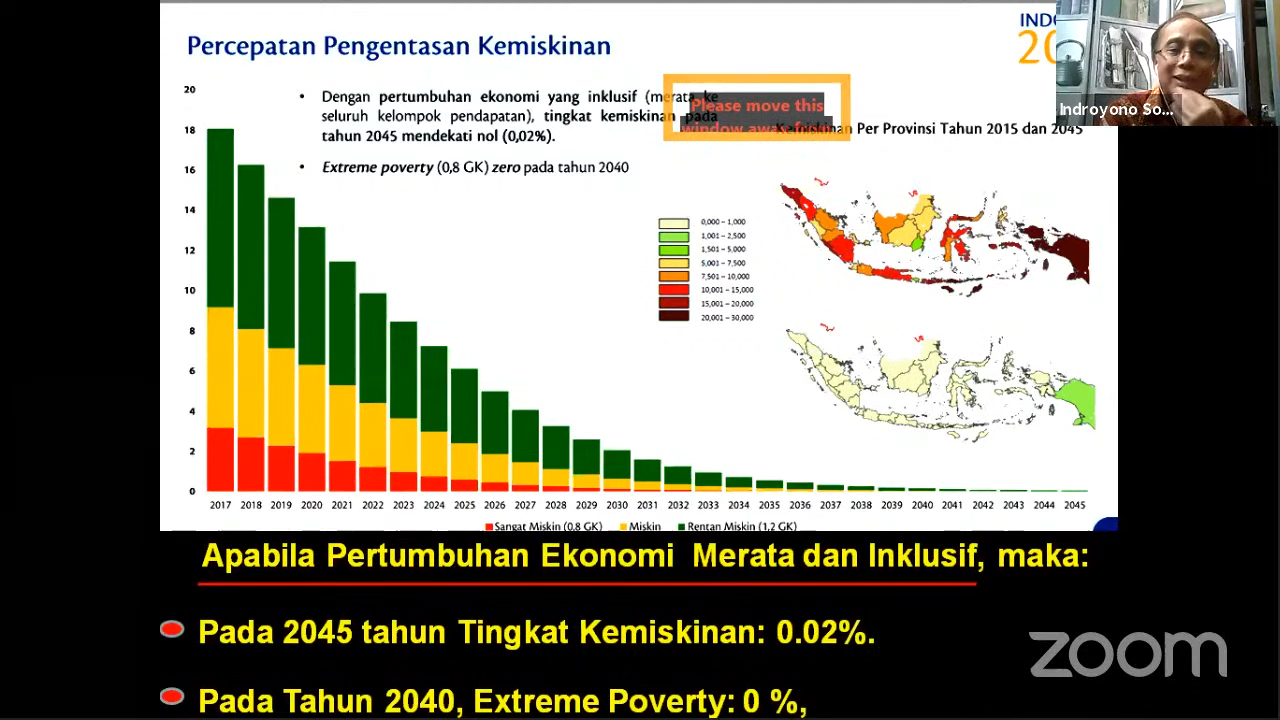 INDO
20
Percepatan Pengentasan Kemiskinan
Indroyono So...
• Dengan pertumbuhan ekonomi yang inklusif (merata ke
seluruh kelompok pendapatan), tingkat kemiskinan pada
tahun 2045 mendekati nol (0,02%).
• Extreme poverty (0,8 GK) zero pada tahun 2040
Please move this
window away from
Kemiskinan Per Provinsi Tahun 2015 dan 2045
20
18
16
14
12
10
8
6
4
2
0
0,000 – 1,000
1,001 – 2,500
1,501 – 5,000
5,001 – 7,500
7,501 – 10,000
10,001 – 15,000
15,001 – 20,000
20,001 – 30,000
2017 2018 2019 2020 2021 2022 2023 2024 2025 2026 2027 2028 2029 2030 2031 2032 2033 2034 2035 2036 2037 2038 2039 2040 2041 2042 2043 2044 2045
Sangat Miskin (0,8 GK) Miskin Rentan Miskin (1,2 GK)
Apabila Pertumbuhan Ekonomi Merata dan Inklusif, maka:
Pada 2045 tahun Tingkat Kemiskinan: 0.02%.
Pada Tahun 2040, Extreme Poverty: 0 %,
zoom